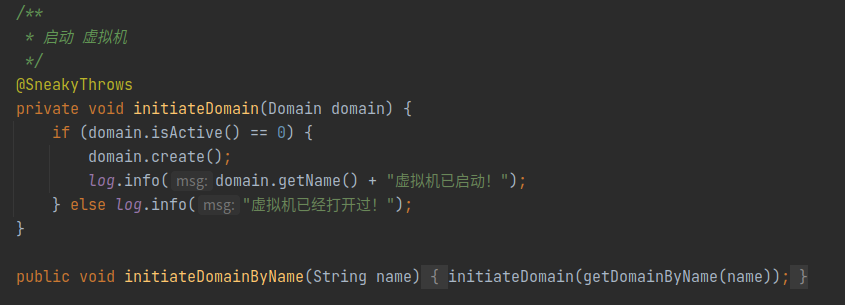 /**
 * 启动 虚拟机
 */
@SneakyThrows
private void initiateDomain(Domain domain) {
    if (domain.isActive() == 0) {
        domain.create();
        log.info( msg: domain.getName() + "虚拟机已启动！");
    } else log.info( msg: "虚拟机已经打开过！");
}

public void initiateDomainByName(String name) { initiateDomain(getDomainByName(name)); }